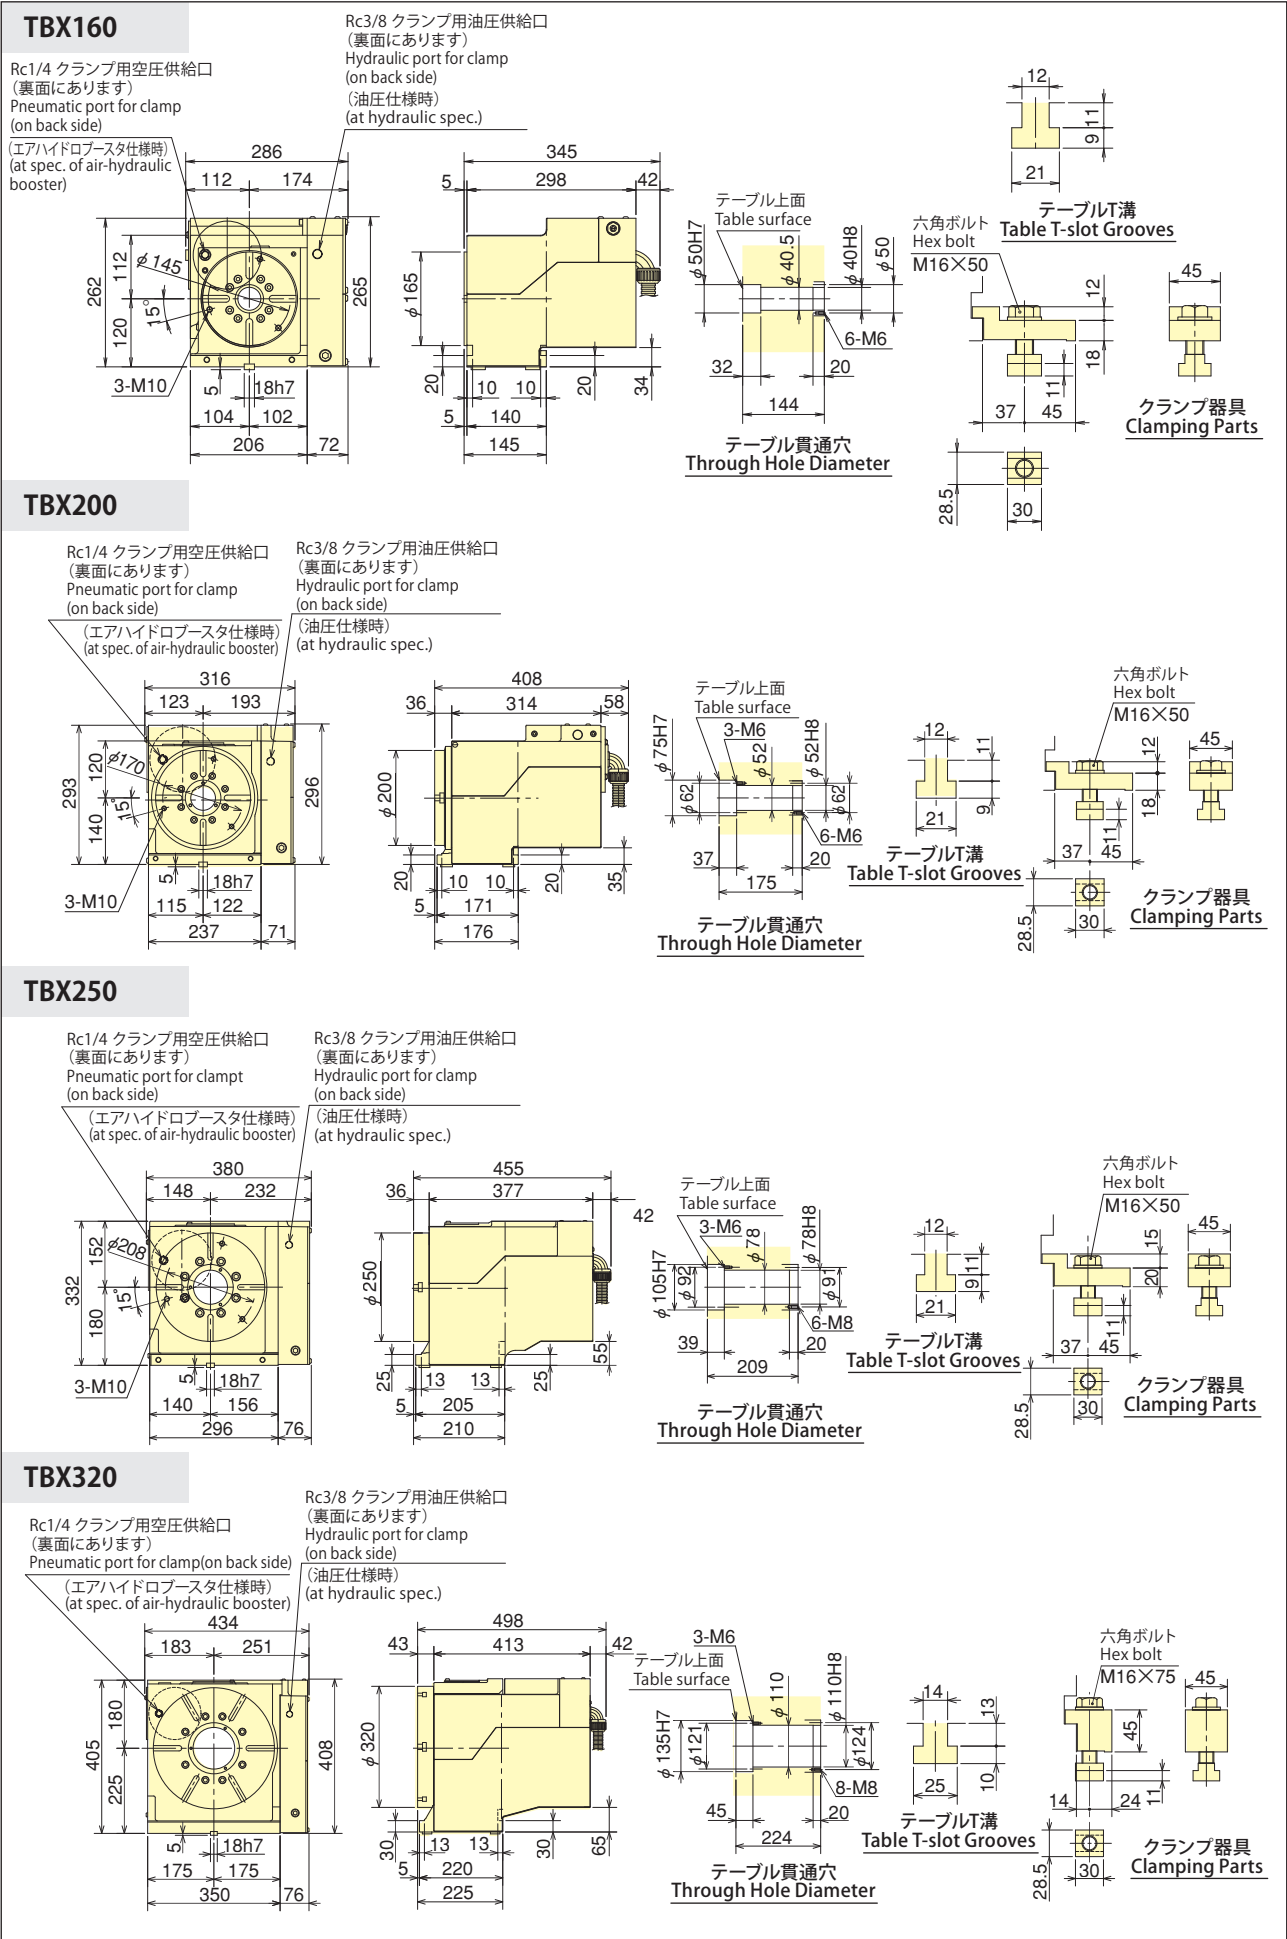 TBX160
Rc3/8 クランプ用油圧供給口
（裏面にあります）
Hydraulic port for clamp
(on back side)
（油圧仕様時）
(at hydraulic spec.)
Rc1/4 クランプ用空圧供給口
（裏面にあります）
Pneumatic port for clamp
(on back side)
（エアハイドロブースタ仕様時）
(at spec. of air-hydraulic
booster)
286
112 174
262
112
120
φ145
15°
265
3-M10
5
18h7
104 102
206 72
345
5 298 42
φ165
20
10 10
20
34
5 140
145
テーブル上面
Table surface
φ50H7
φ40.5
φ40H8
φ50
6-M6
32 20
144
テーブル貫通穴
Through Hole Diameter
12
11
9
21
テーブルT溝
Table T-slot Grooves
六角ボルト
Hex bolt
M16×50
12
18
11
37 45
45
クランプ器具
Clamping Parts
28.5
30
TBX200
Rc1/4 クランプ用空圧供給口
（裏面にあります）
Pneumatic port for clamp
(on back side)
（エアハイドロブースタ仕様時）
(at spec. of air-hydraulic booster)
Rc3/8 クランプ用油圧供給口
（裏面にあります）
Hydraulic port for clamp
(on back side)
（油圧仕様時）
(at hydraulic spec.)
316
123 193
293
120
140
φ170
15°
296
3-M10
5
18h7
115 122
237 71
408
36 314 58
φ200
20
10 10
20
35
5 171
176
テーブル上面
Table surface
3-M6
φ75H7
φ62
φ52
φ52H8
φ62
6-M6
37 20
175
テーブル貫通穴
Through Hole Diameter
12
11
9
21
テーブルT溝
Table T-slot Grooves
六角ボルト
Hex bolt
M16×50
12
18
11
37 45
45
28.5
30
クランプ器具
Clamping Parts
TBX250
Rc1/4 クランプ用空圧供給口
（裏面にあります）
Pneumatic port for clampt
(on back side)
（エアハイドロブースタ仕様時）
(at spec. of air-hydraulic booster)
Rc3/8 クランプ用油圧供給口
（裏面にあります）
Hydraulic port for clamp
(on back side)
（油圧仕様時）
(at hydraulic spec.)
380
148 232
332
152
180
φ208
15°
3-M10
5
18h7
140 156
296 76
455
36 377
42
φ250
25
13 13
25
55
5 205
210
テーブル上面
Table surface
3-M6
φ105H7
φ92
φ78
φ78H8
φ91
6-M8
39 20
209
テーブル貫通穴
Through Hole Diameter
12
11
9
21
テーブルT溝
Table T-slot Grooves
六角ボルト
Hex bolt
M16×50
15
20
11
37 45
45
28.5
30
クランプ器具
Clamping Parts
TBX320
Rc3/8 クランプ用油圧供給口
（裏面にあります）
Hydraulic port for clamp
(on back side)
（油圧仕様時）
(at hydraulic spec.)
Rc1/4 クランプ用空圧供給口
（裏面にあります）
Pneumatic port for clamp(on back side)
（エアハイドロブースタ仕様時）
(at spec. of air-hydraulic booster)
434
183 251
405
180
225
408
5
18h7
175 175
350 76
498
43 413 42
φ320
30
13 13
30
65
5 220
225
3-M6
テーブル上面
Table surface
φ135H7
φ121
φ110
φ110H8
φ124
8-M8
45 20
224
テーブル貫通穴
Through Hole Diameter
14
13
10
25
テーブルT溝
Table T-slot Grooves
六角ボルト
Hex bolt
M16×75
45
11
14 24
45
28.5
30
クランプ器具
Clamping Parts